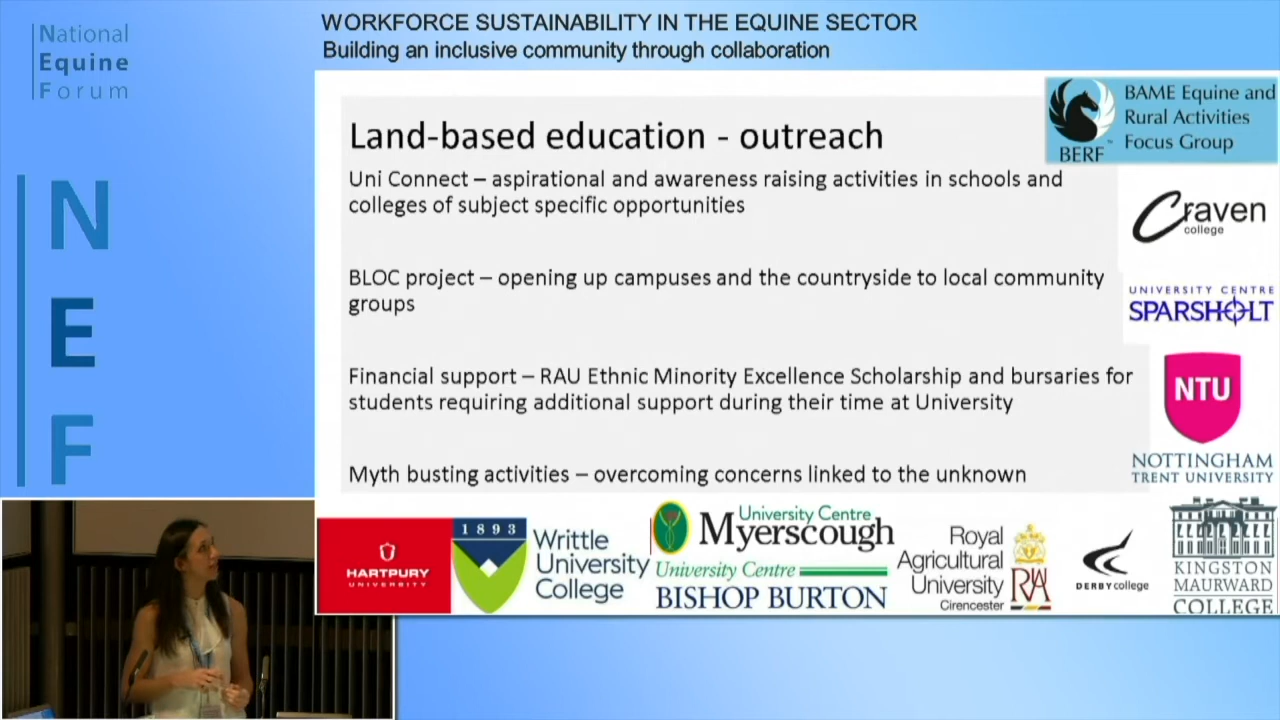 National
Equine
Forum
WORKFORCE SUSTAINABILITY IN THE EQUINE SECTOR
Building an inclusive community through collaboration
N
E
F
Land-based education - outreach
Uni Connect – aspirational and awareness raising activities in schools and
colleges of subject specific opportunities
BLOC project – opening up campuses and the countryside to local community
groups
Financial support – RAU Ethnic Minority Excellence Scholarship and bursaries for
students requiring additional support during their time at University
Myth busting activities – overcoming concerns linked to the unknown
BERF
BAME Equine and
Rural Activities
Focus Group
Craven
college
UNIVERSITY CENTRE
SPARSHOLT
NTU
NOTTINGHAM
TRENT UNIVERSITY
HARTPURY
UNIVERSITY
1893
Writtle
University
College
University Centre
Myerscough
University Centre
BISHOP BURTON
Royal
Agricultural
University
Cirencester
RAU
DERBY college
KINGSTON
MAURWARD
COLLEGE